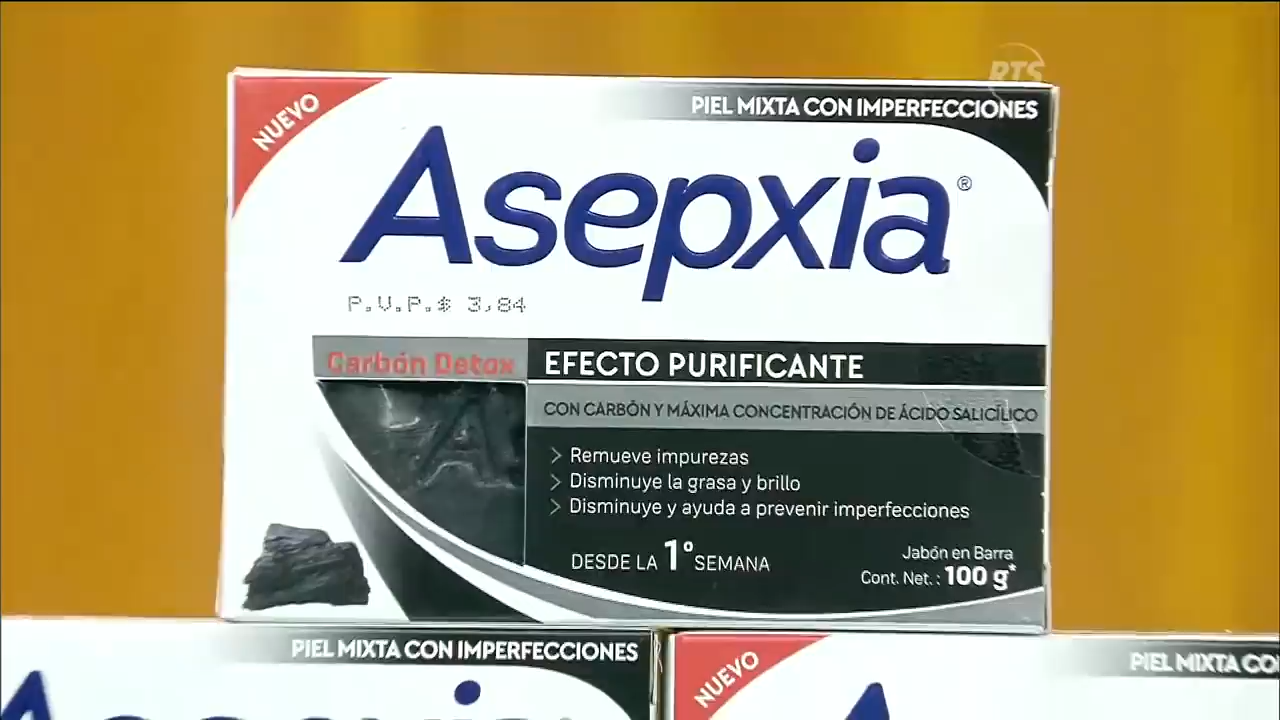 RTS
NUEVO
PIEL MIXTA CON IMPERFECCIONES
Asepxia®
P.V.P.$ 3,84
Carbón Detox
EFECTO PURIFICANTE
CON CARBÓN Y MÁXIMA CONCENTRACIÓN DE ÁCIDO SALICÍLICO
A
> Remueve impurezas
> Disminuye la grasa y brillo
> Disminuye y ayuda a prevenir imperfecciones
DESDE LA 1° SEMANA
Jabón en Barra
Cont. Net.: 100 g*
PIEL MIXTA CON IMPERFECCIONES
NUEVO
PIEL MIXTA CO